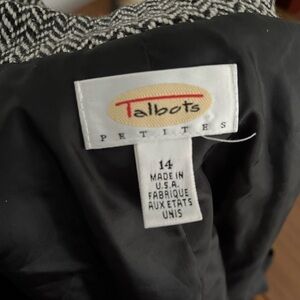 Talbots
PETITES
14
MADE IN
U.S.A.
FABRIQUE
AUX ETATS
UNIS